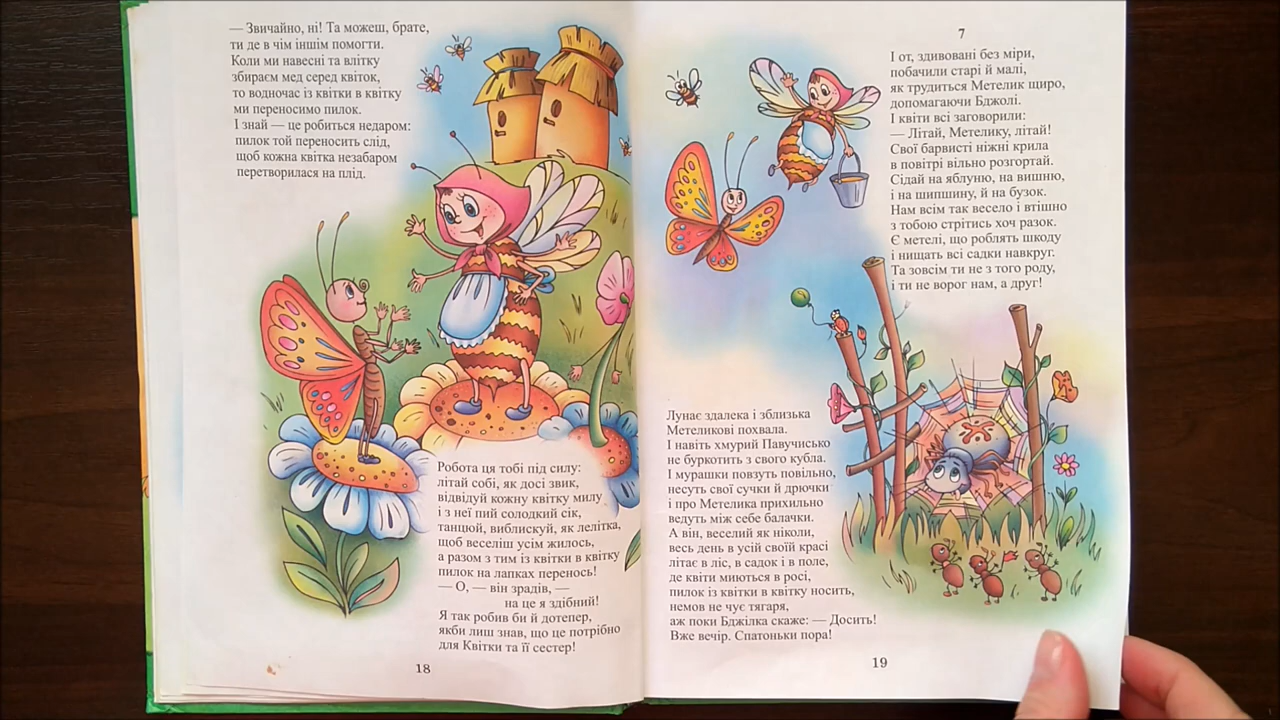 — Звичайно, ні! Та можеш, брате,
ти де в чім іншім помогти.
Коли ми навесні та влітку
збираєм мед серед квіток,
то водночас із квітки в квітку
ми переносимо пилок.
І знай — це робиться недаром:
пилок той переносить слід,
щоб кожна квітка незабаром
перетворилася на плід.
Робота ця тобі під силу:
літай собі, як досі звик,
відвідуй кожну квітку милу
і з неї пий солодкий сік,
танцюй, виблискуй, як лелітка,
щоб веселіш усім жилось,
а разом з тим із квітки в квітку
пилок на лапках перенось!
— О, — він зрадів, —
на це я здібний!
Я так робив би й дотепер,
якби лиш знав, що це потрібно
для Квітки та її сестер!
18
7
І от, здивовані без міри,
побачили старі й малі,
як трудиться Метелик щиро,
допомагаючи Бджолі.
І квіти всі заговорили:
— Літай, Метелику, літай!
Свої барвисті ніжні крила
в повітрі вільно розгортай.
Сідай на яблуню, на вишню,
і на шипшину, й на бузок.
Нам всім так весело і втішно
з тобою стрітись хоч разок.
Є метелі, що роблять шкоду
і нищать всі садки навкруг.
Та зовсім ти не з того роду,
і ти не ворог нам, а друг!
Лунає здалека і зблизька
Метеликові похвала.
І навіть хмурий Павучисько
не буркотить з свого кубла.
І мурашки повзуть повільно,
несуть свої сучки й дрючки
і про Метелика прихильно
ведуть між себе балачки.
А він, веселий як ніколи,
весь день в усій своїй красі
літає в ліс, в садок і в поле,
де квіти миються в росі,
пилок із квітки в квітку носить,
немов не чує тягаря,
аж поки Бджілка скаже: — Досить!
Вже вечір. Спатоньки пора!
19